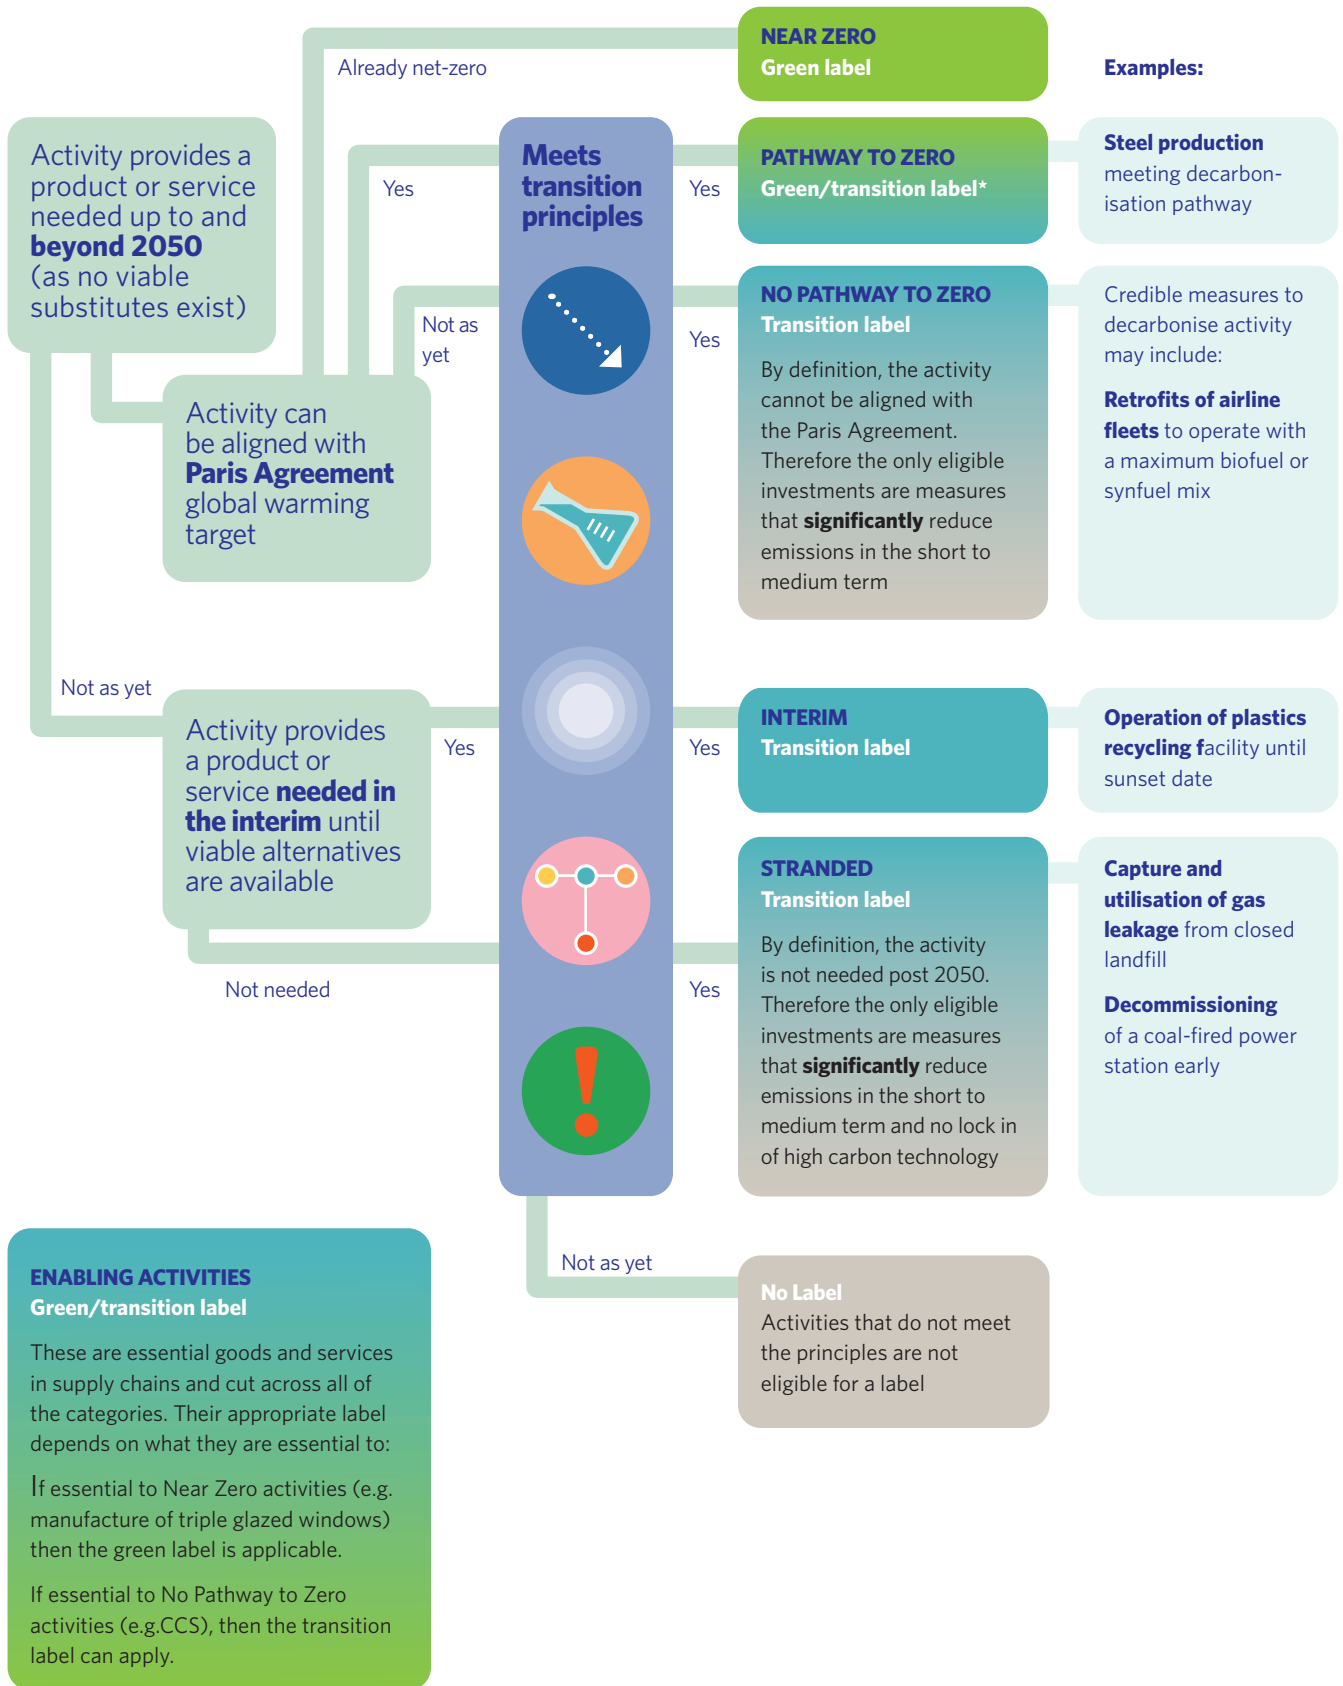 NEAR ZERO
Green label
Already net-zero
Examples:
Activity provides a
product or service
needed up to and
beyond 2050
(as no viable
substitutes exist)
Yes
Meets
transition
principles
Yes
PATHWAY TO ZERO
Green/transition label*
Steel production
meeting decarbon-
isation pathway
Not as
yet
Yes
NO PATHWAY TO ZERO
Transition label
By definition, the activity
cannot be aligned with
the Paris Agreement.
Therefore the only eligible
investments are measures
that significantly reduce
emissions in the short to
medium term
Credible measures to
decarbonise activity
may include:
Retrofits of airline
fleets to operate with
a maximum biofuel or
synfuel mix
Activity can
be aligned with
Paris Agreement
global warming
target
Not as yet
Activity provides
a product or
service needed in
the interim until
viable alternatives
are available
Yes
Yes
INTERIM
Transition label
Operation of plastics
recycling facility until
sunset date
Not needed
Yes
STRANDED
Transition label
By definition, the activity
is not needed post 2050.
Therefore the only eligible
investments are measures
that significantly reduce
emissions in the short to
medium term and no lock in
of high carbon technology
Capture and
utilisation of gas
leakage from closed
landfill
Decommissioning
of a coal-fired power
station early
Not as yet
No Label
Activities that do not meet
the principles are not
eligible for a label
ENABLING ACTIVITIES
Green/transition label
These are essential goods and services
in supply chains and cut across all of
the categories. Their appropriate label
depends on what they are essential to:
If essential to Near Zero activities (e.g.
manufacture of triple glazed windows)
then the green label is applicable.
If essential to No Pathway to Zero
activities (e.g.CCS), then the transition
label can apply.